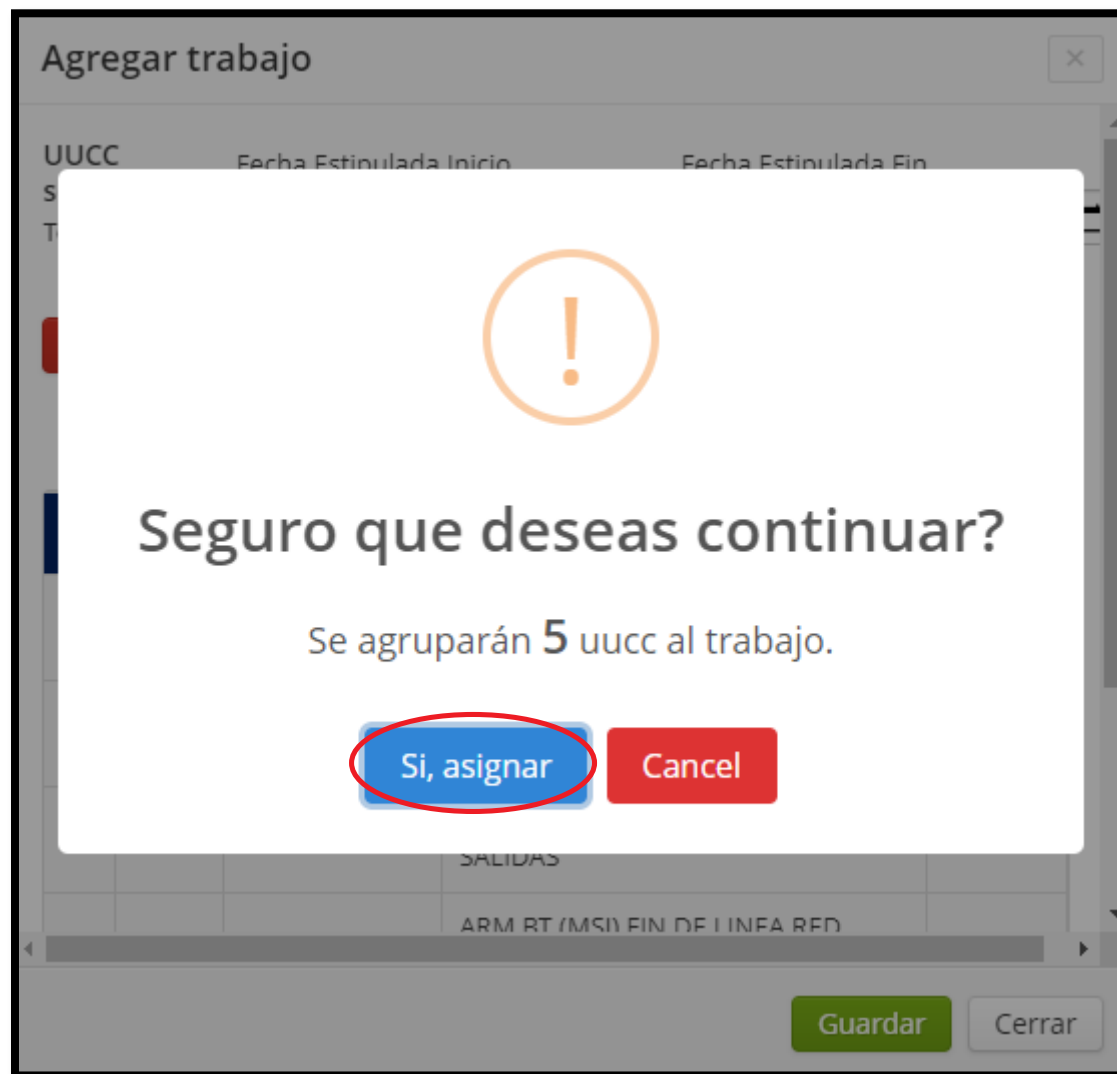 Agregar trabajo
UUCC Fecha Estipulada Inicio Fecha Estipulada Fin
!
Seguro que deseas continuar?
Se agruparán 5 uucc al trabajo.
Si, asignar Cancel
SALIDAS
ARM BT (MSI) FIN DE LINEA RED
Guardar Cerrar